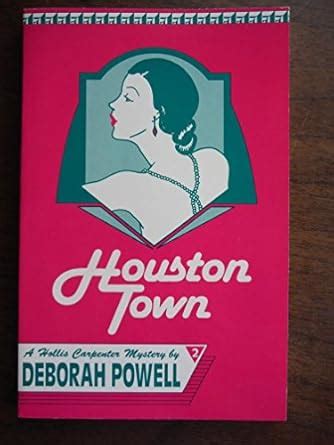 Houston
Town
A Hollis Carpenter Mystery by
2
DEBORAH POWELL